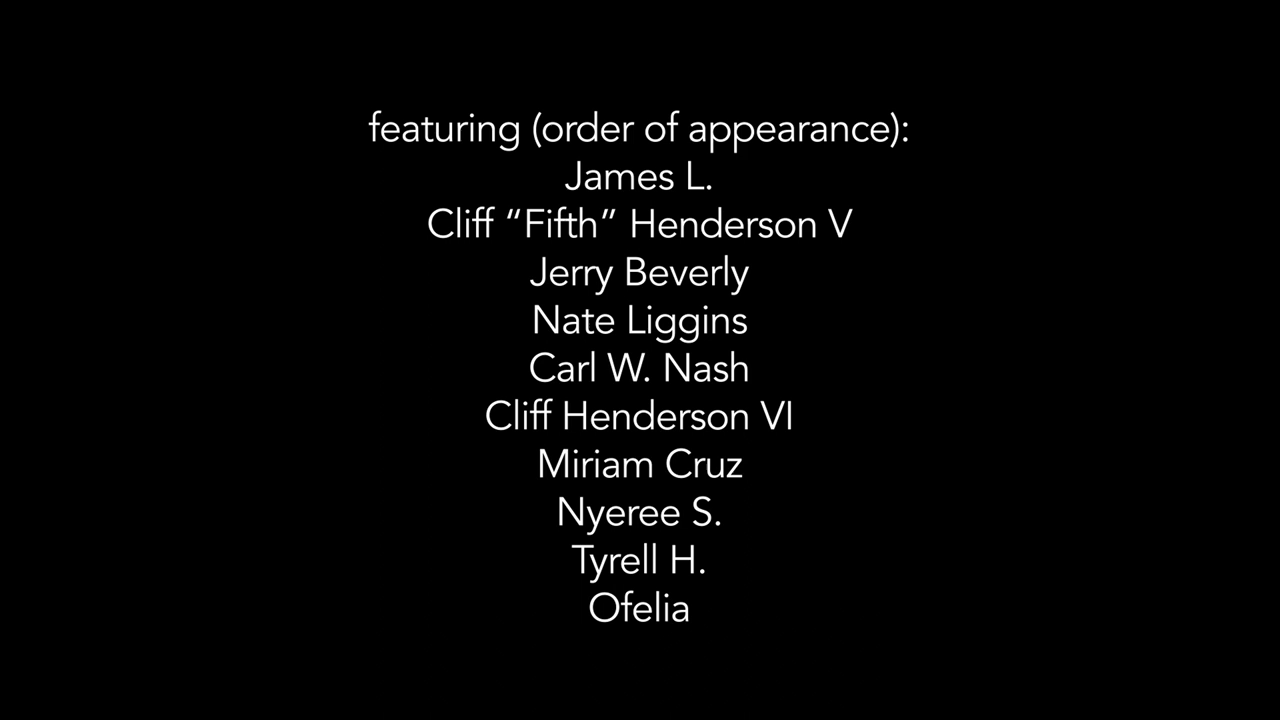 featuring (order of appearance):
James L.
Cliff “Fifth” Henderson V
Jerry Beverly
Nate Liggins
Carl W. Nash
Cliff Henderson VI
Miriam Cruz
Nyeree S.
Tyrell H.
Ofelia